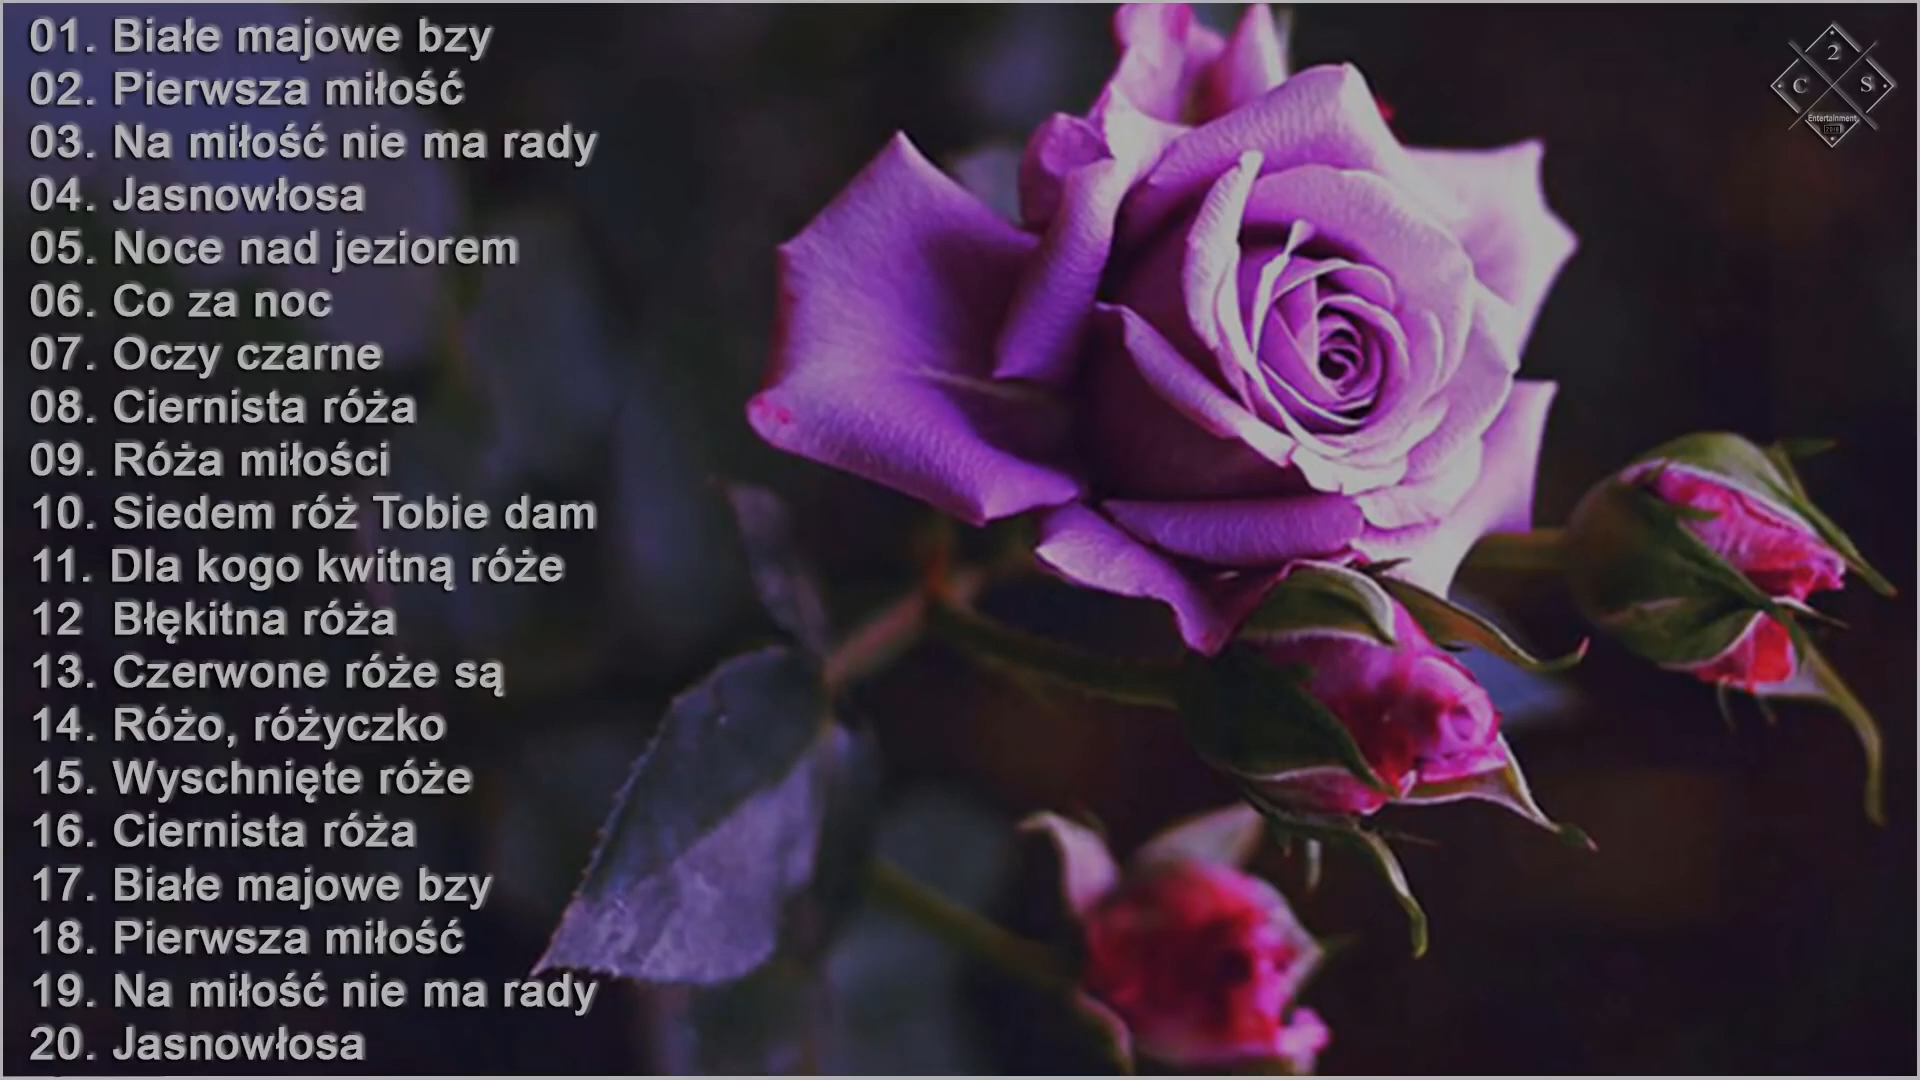 01. Białe majowe bzy
02. Pierwsza miłość
03. Na miłość nie ma rady
04. Jasnowłosa
05. Noce nad jeziorem
06. Co za noc
07. Oczy czarne
08. Ciernista róża
09. Róża miłości
10. Siedem róż Tobie dam
11. Dla kogo kwitną róże
12 Błękitna róża
13. Czerwone róże są
14. Różo, różyczko
15. Wyschnięte róże
16. Ciernista róża
17. Białe majowe bzy
18. Pierwsza miłość
19. Na miłość nie ma rady
20. Jasnowłosa
2
C S
Entertainment